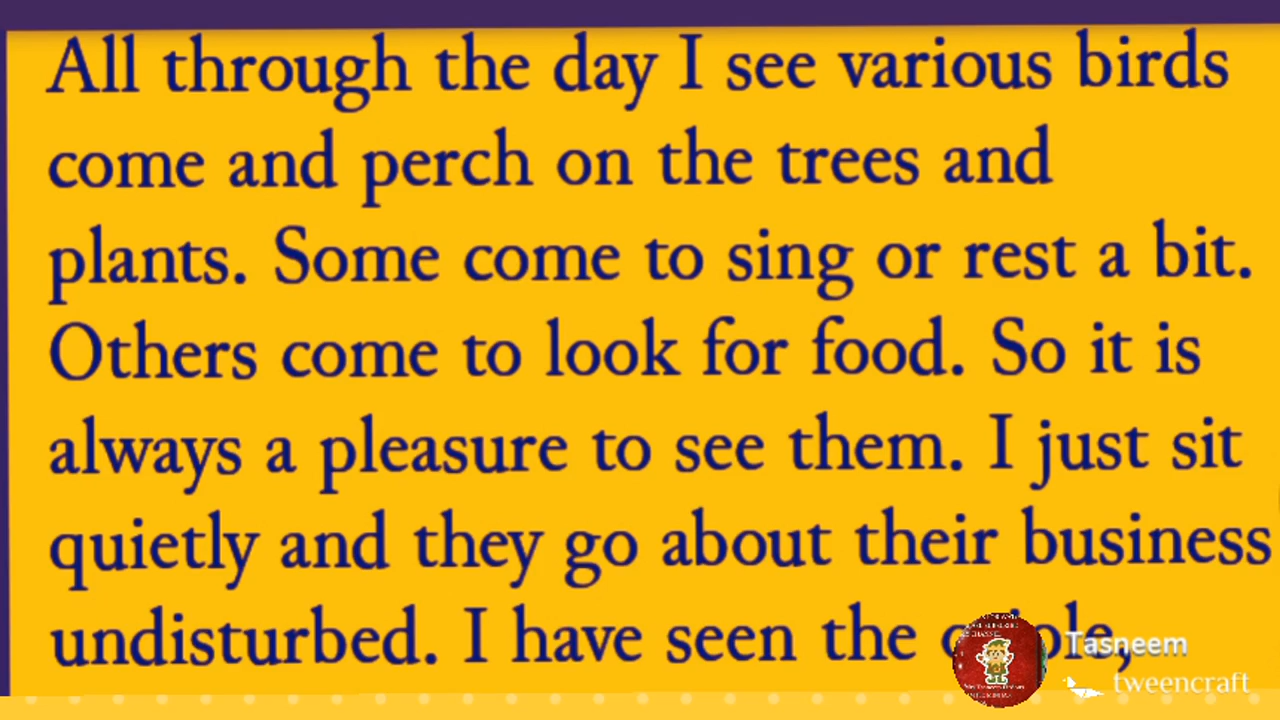 All through the day I see various birds
come and perch on the trees and
plants. Some come to sing or rest a bit.
Others come to look for food. So it is
always a pleasure to see them. I just sit
quietly and they go about their business
undisturbed. I have seen the
Tasneem
tweencraft